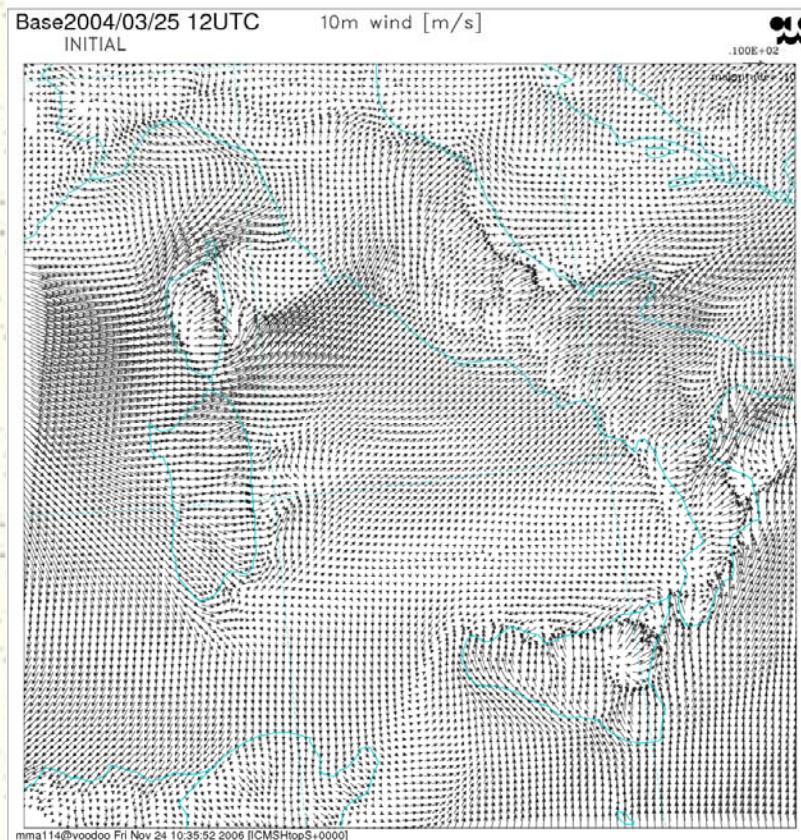 Base2004/03/25 12UTC 10m wind [m/s]
INITIAL
.100E+02
mma114@voodoo Fri Nov 24 10:35:52 2006 [ICMSHtopS+0000]